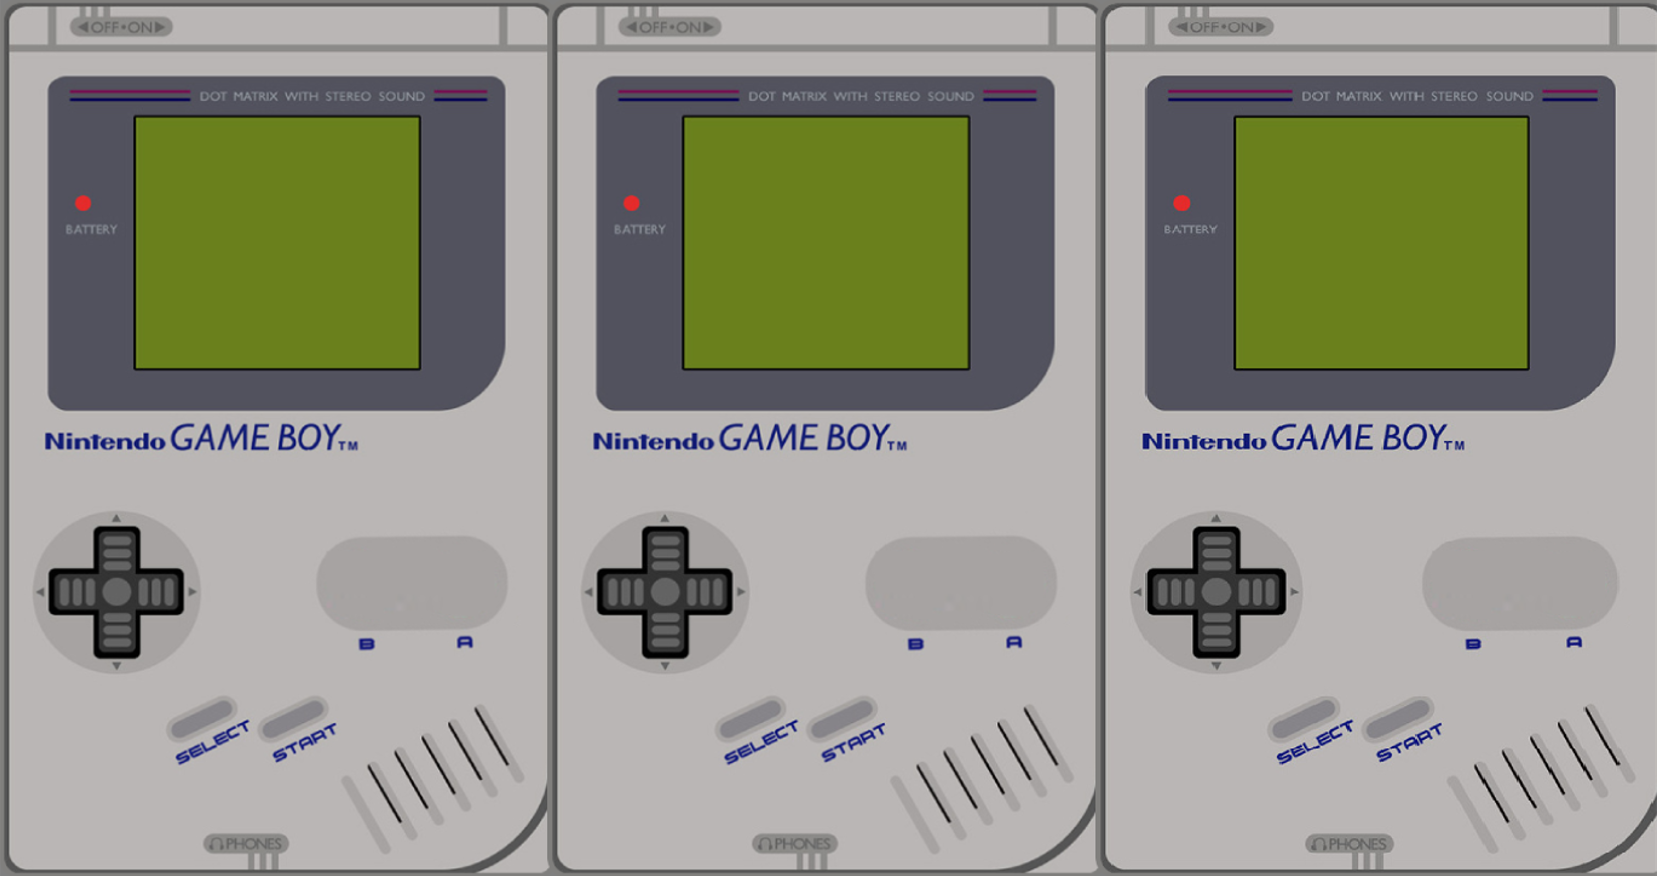 ◀OFF•ON▶
DOT MATRIX WITH STEREO SOUND
BATTERY
Nintendo GAME BOY TM
B A
SELECT START
PHONES
◀OFF•ON▶
DOT MATRIX WITH STEREO SOUND
BATTERY
Nintendo GAME BOY TM
B A
SELECT START
PHONES
◀OFF•ON▶
DOT MATRIX WITH STEREO SOUND
BATTERY
Nintendo GAME BOY TM
B A
SELECT START
PHONES